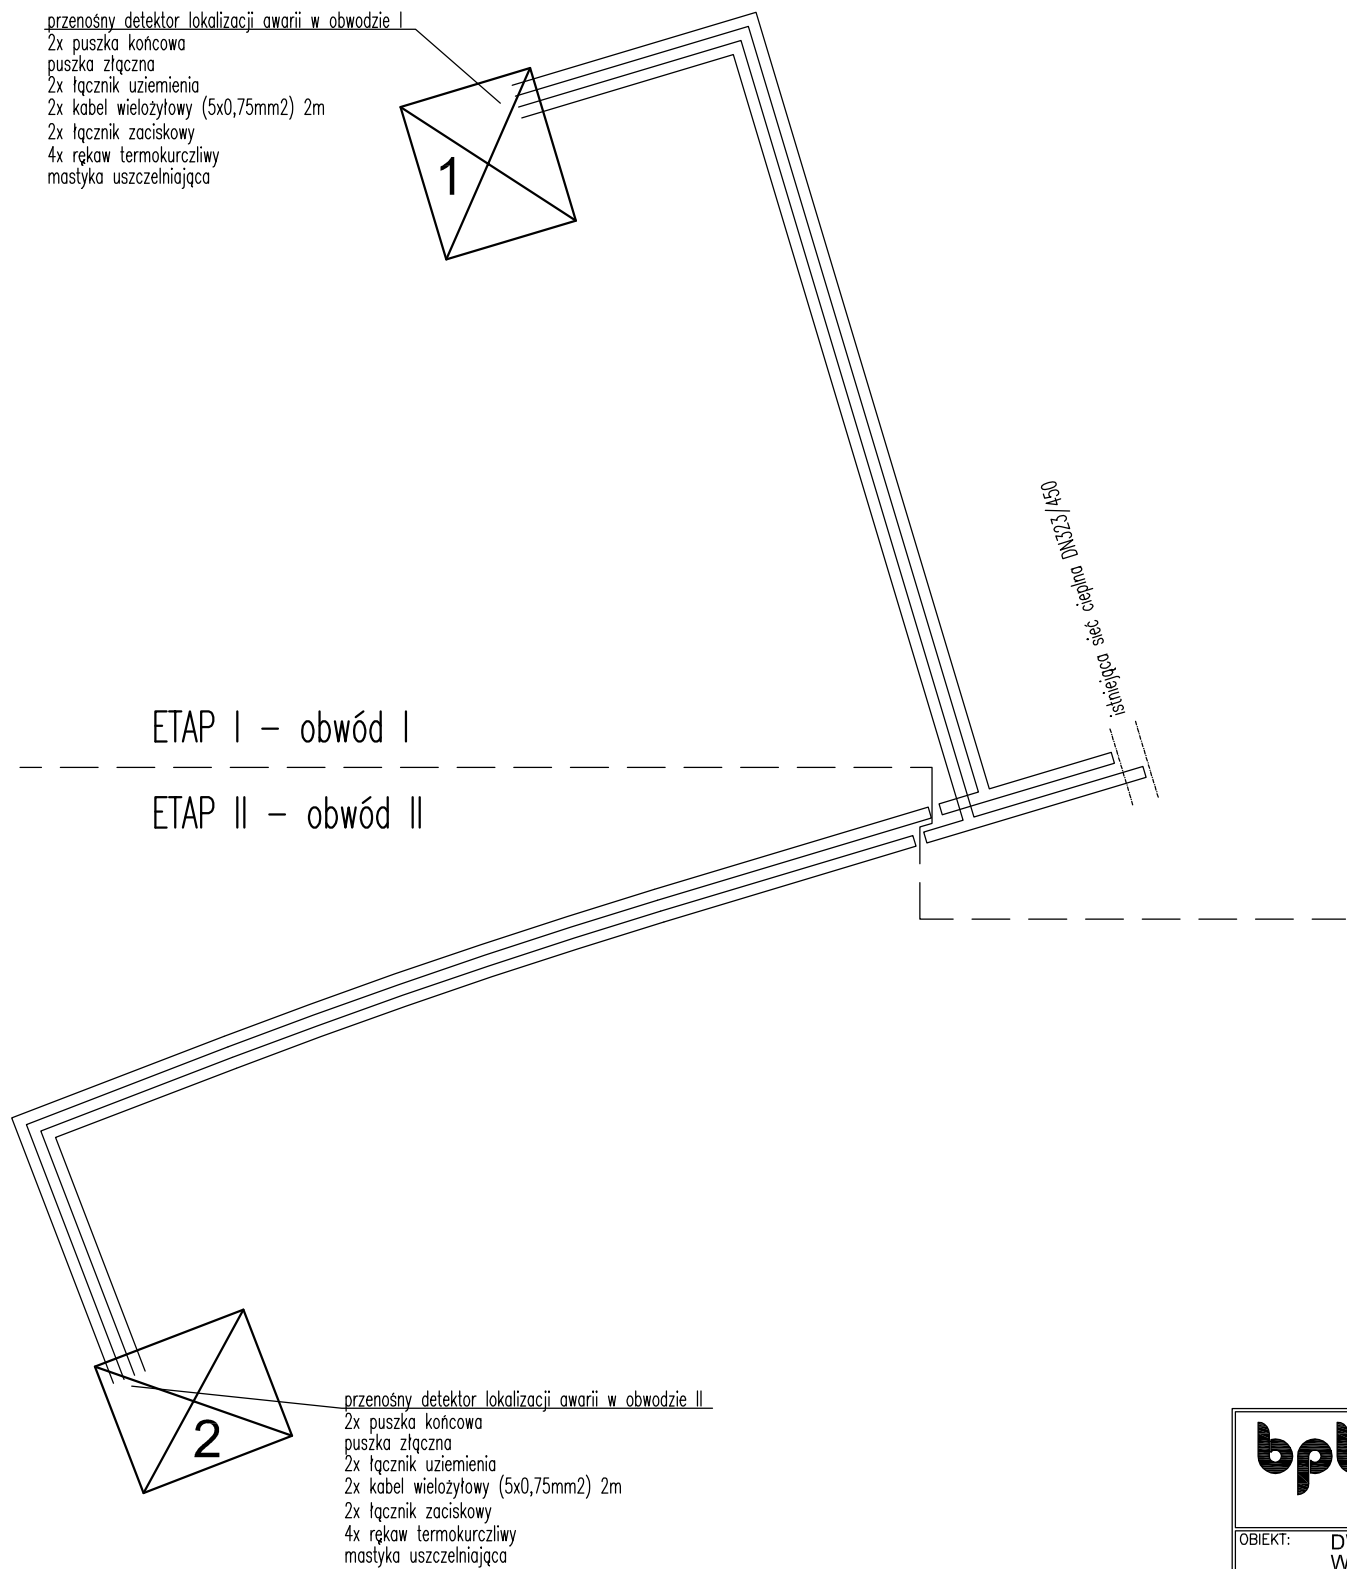 przenośny detektor lokalizacji awarii w obwodzie I
2x puszka końcowa
puszka złączna
2x łącznik uziemienia
2x kabel wielożyłowy (5x0,75mm2) 2m
2x łącznik zaciskowy
4x rękaw termokurczliwy
mastyka uszczelniająca
1
istniejąca sieć cieplna DN323/450
ETAP I – obwód I
ETAP II – obwód II
2
przenośny detektor lokalizacji awarii w obwodzie II
2x puszka końcowa
puszka złączna
2x łącznik uziemienia
2x kabel wielożyłowy (5x0,75mm2) 2m
2x łącznik zaciskowy
4x rękaw termokurczliwy
mastyka uszczelniająca
OBIEKT: